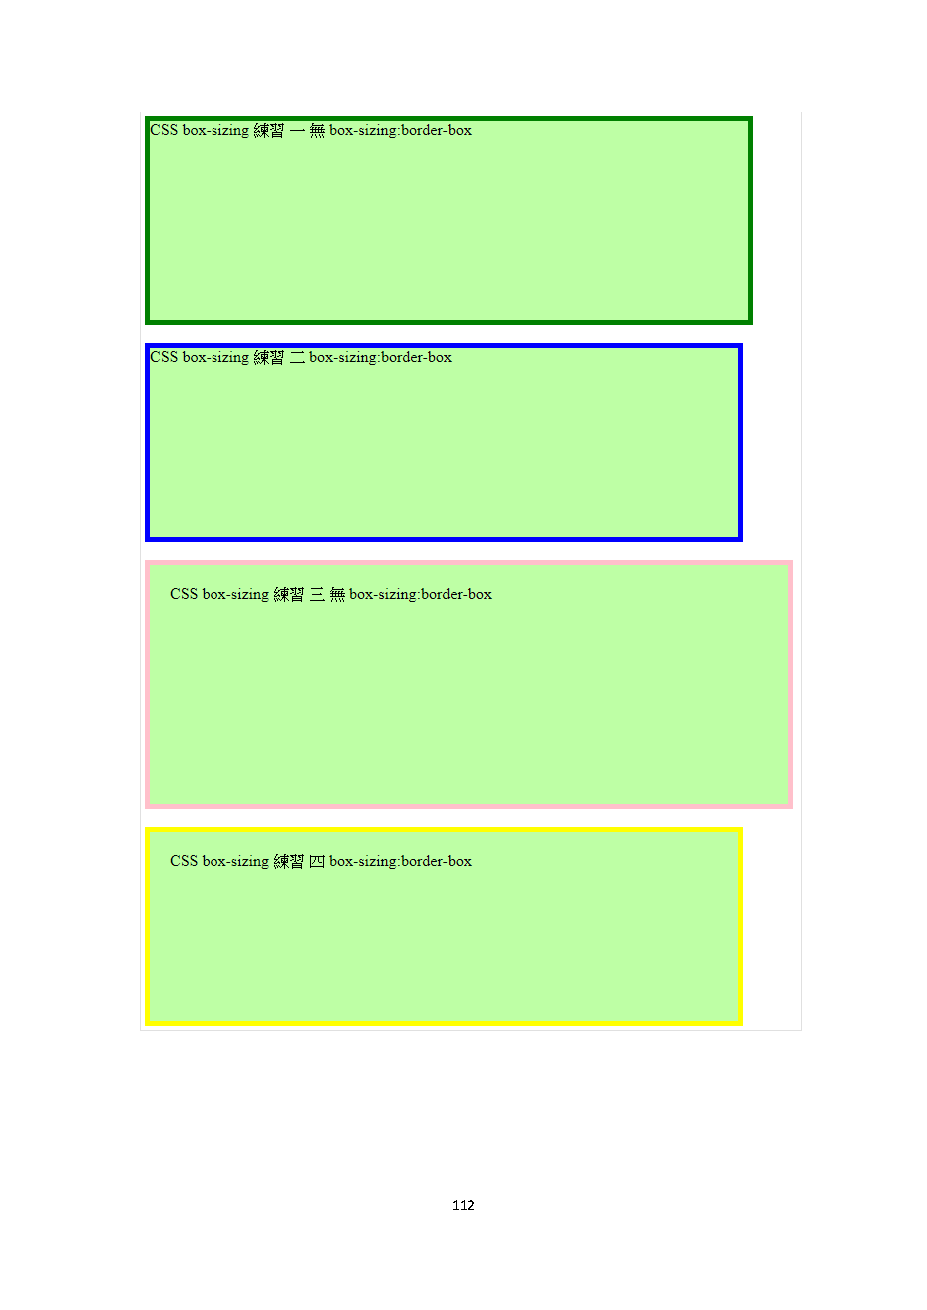 CSS box-sizing 練習 一 無 box-sizing:border-box
CSS box-sizing 練習 二 box-sizing:border-box
CSS box-sizing 練習 三 無 box-sizing:border-box
CSS box-sizing 練習 四 box-sizing:border-box
112